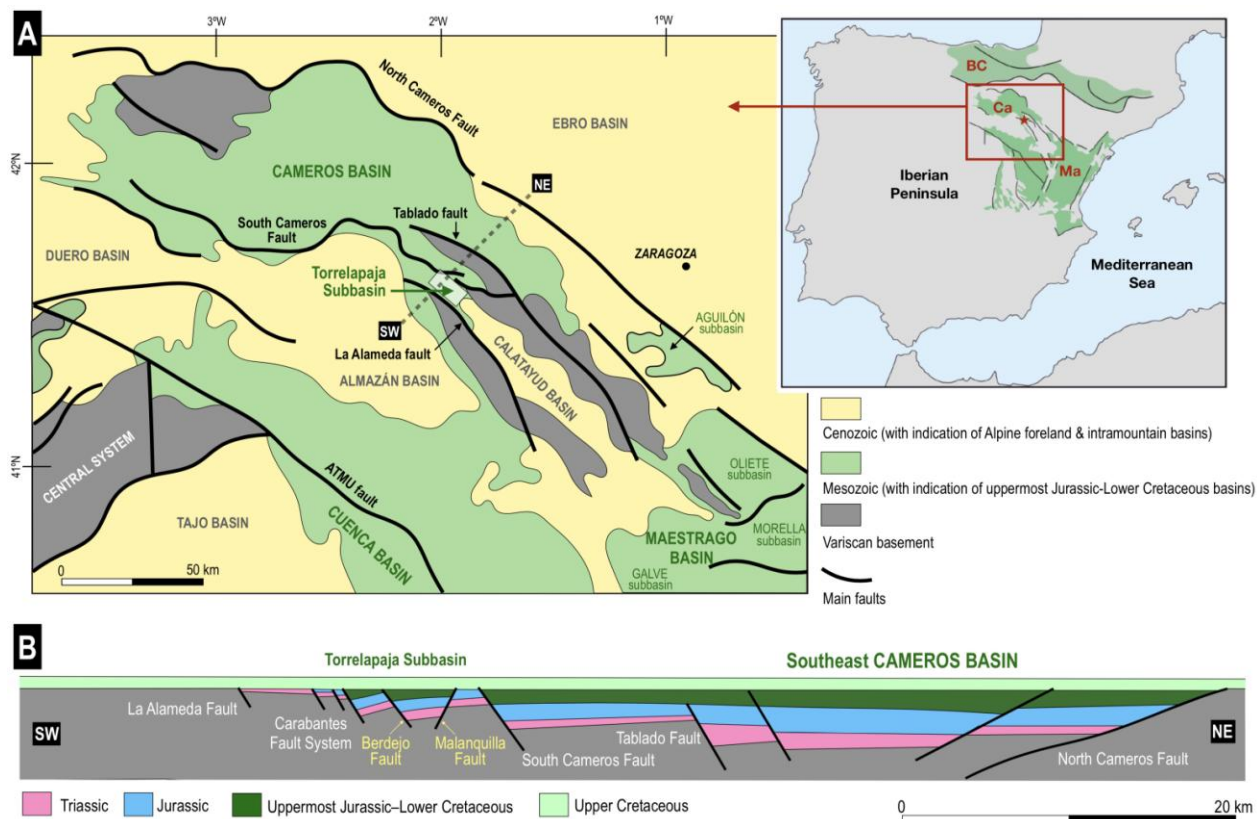 A
3ºW
2ºW
1ºW
42ºN
41ºN
North Cameros Fault
EBRO BASIN
CAMEROS BASIN
NE
Tablado fault
South Cameros
Fault
DUERO BASIN
ZARAGOZA
Torrelapaja
Subbasin
SW
La Alameda fault
AGUILÓN
subbasin
ALMAZÁN BASIN
CALATAYUD BASIN
CENTRAL SYSTEM
ATMU fault
OLIETE
subbasin
TAJO BASIN
CUENCA BASIN
MAESTRAGO
BASIN
MORELLA
subbasin
GALVE
subbasin
0 50 km
BC
Ca
Ma
Iberian
Peninsula
Mediterranean
Sea
Cenozoic (with indication of Alpine foreland & intramountain basins)
Mesozoic (with indication of uppermost Jurassic-Lower Cretaceous basins)
Variscan basement
Main faults
B
Torrelapaja Subbasin
Southeast CAMEROS BASIN
La Alameda Fault
SW
Carabantes
Fault System
Berdejo
Fault
Malanquilla
Fault
South Cameros Fault
Tablado Fault
North Cameros Fault
NE
Triassic
Jurassic
Uppermost Jurassic–Lower Cretaceous
Upper Cretaceous
0 20 km